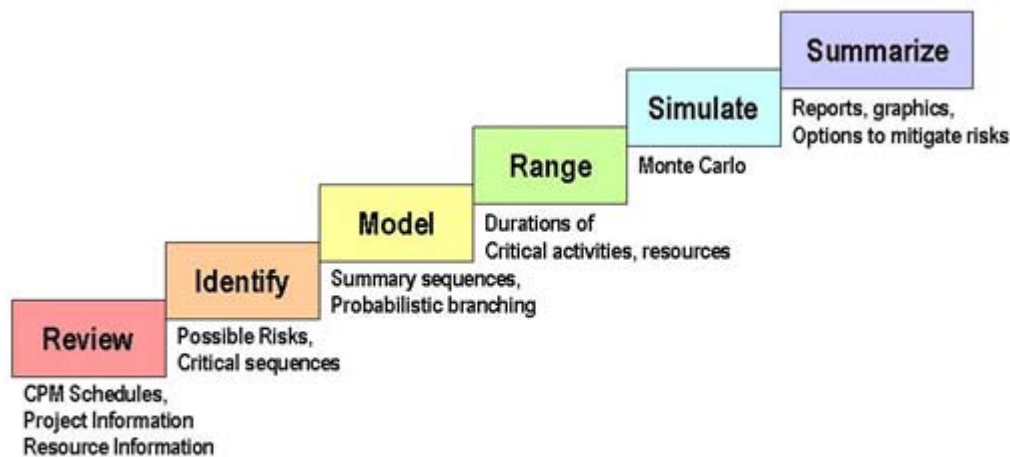 Review
CPM Schedules,
Project Information
Resource Information
Identify
Possible Risks,
Critical sequences
Model
Summary sequences,
Probabilistic branching
Range
Durations of
Critical activities, resources
Simulate
Monte Carlo
Summarize
Reports, graphics,
Options to mitigate risks